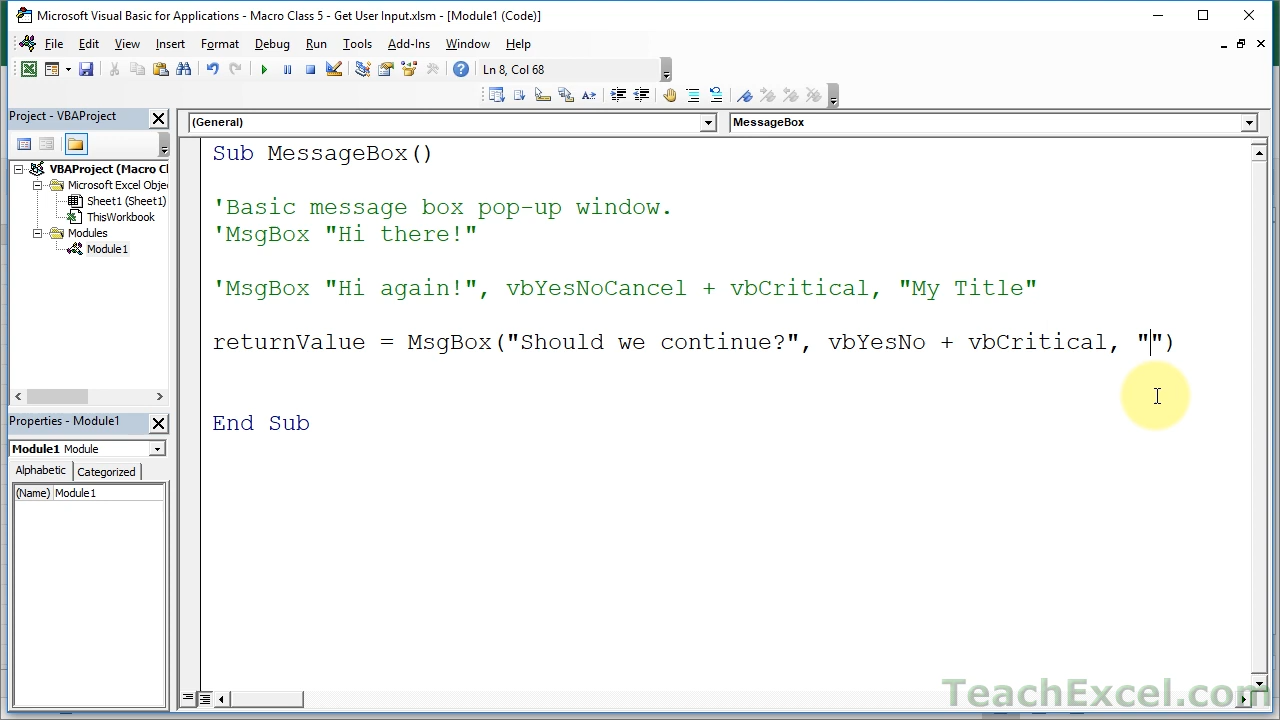 Microsoft Visual Basic for Applications - Macro Class 5 - Get User Input.xlsm - [Module1 (Code)]
File Edit View Insert Format Debug Run Tools Add-Ins Window Help
Ln 8, Col 68
Project - VBAProject
(General)
MessageBox
VBAProject (Macro Cl
Microsoft Excel Obje
Sheet1 (Sheet1)
ThisWorkbook
Modules
Module1
Properties - Module1
Module1 Module
Alphabetic Categorized
(Name) Module1
Sub MessageBox()
'Basic message box pop-up window.
'MsgBox "Hi there!"
'MsgBox "Hi again!", vbYesNoCancel + vbCritical, "My Title"
returnValue = MsgBox("Should we continue?", vbYesNo + vbCritical, "")
End Sub
TeachExcel.com